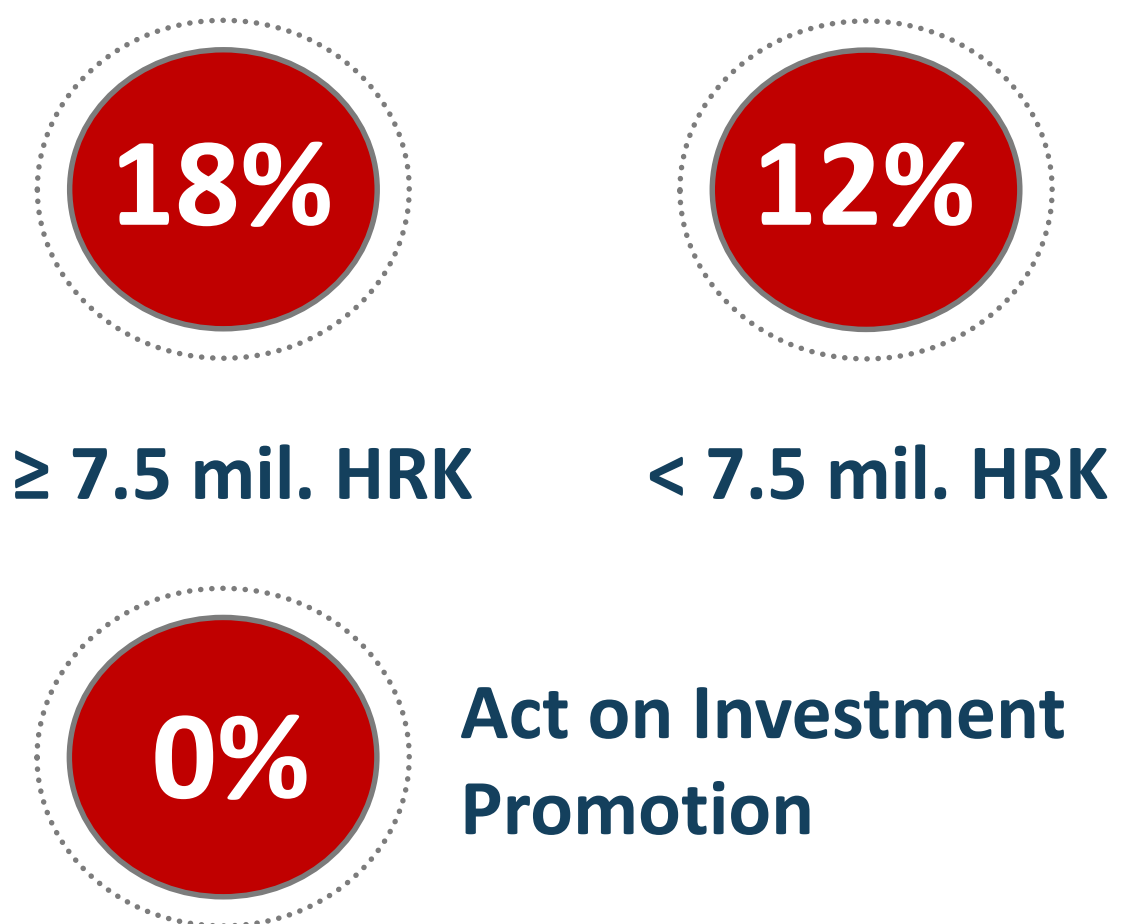 18%
12%
≥ 7.5 mil. HRK
< 7.5 mil. HRK
0%
Act on Investment
Promotion